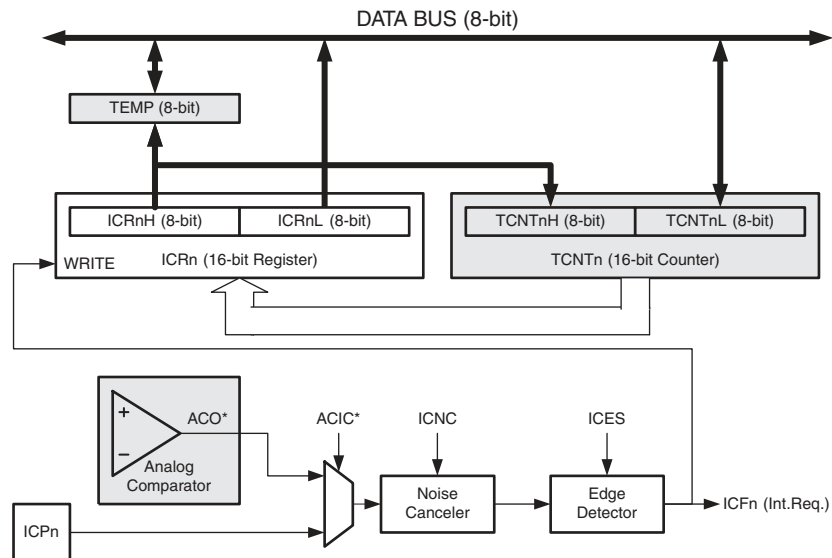 DATA BUS (8-bit)
TEMP (8-bit)
ICRnH (8-bit)
ICRnL (8-bit)
TCNTnH (8-bit)
TCNTnL (8-bit)
WRITE
ICRn (16-bit Register)
TCNTn (16-bit Counter)
+
−
ACO*
Analog
Comparator
ACIC*
ICNC
ICES
Noise
Canceler
Edge
Detector
ICFn (Int.Req.)
ICPn